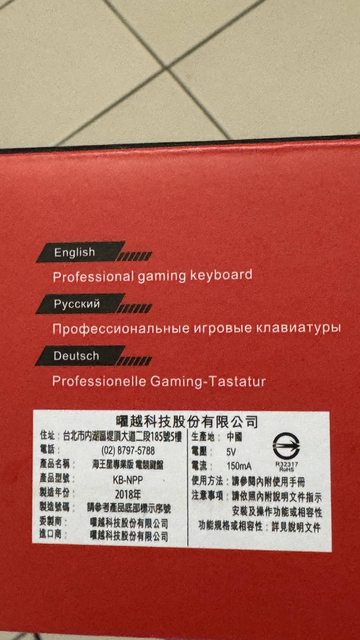 English
Professional gaming keyboard
Русский
Профессиональные игровые клавиатуры
Deutsch
Professionelle Gaming-Tastatur
曜越科技股份有限公司
住址：台北市內湖區堤頂大道二段185號5樓
電話：(02) 8797-5788
產品名稱：海王星專業版 電競鍵盤
產品型號：KB-NPP
製造年份：2018年
製造號碼：請參考產品底部標示序號
委製商：曜越科技股份有限公司
進口商：曜越科技股份有限公司
生產地：中國
電壓：5V
電流：150mA
R32317
RoHS
使用方法：請參閱內附使用手冊
注意事項：請依照內附說明文件指示
安裝及操作功能或相容性
功能規格或相容性：詳見說明文件